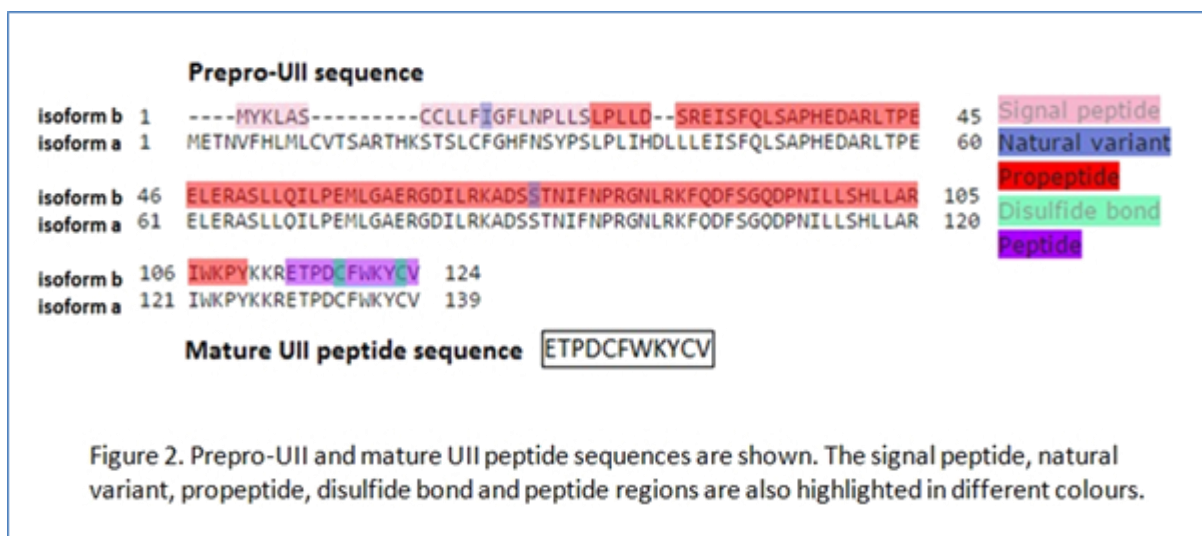 Prepro-UII sequence
isoform b 1 ----MYKLAS---------CCLLFIGFLNPLLSLPLLD--SREISFQLSAPHEDARLTPE 45
isoform a 1 METNVFHLMLCVTSARTHKSTSLCFGHFNSYPSLPLIHDLLLEISFQLSAPHEDARLTPE 60
Signal peptide
Natural variant
Propeptide
Disulfide bond
Peptide
isoform b 46 ELERASLLQILPEMLGAERGDILRKADSSTNIFNPRGNLRKFQDFSGQDPNILLSHLLAR 105
isoform a 61 ELERASLLQILPEMLGAERGDILRKADSSTNIFNPRGNLRKFQDFSGQDPNILLSHLLAR 120
isoform b 106 IWKPYKKRETPDCFWKYCV 124
isoform a 121 IWKPYKKRETPDCFWKYCV 139
Mature UII peptide sequence ETPDCFWKYCV
Figure 2. Prepro-UII and mature UII peptide sequences are shown. The signal peptide, natural
variant, propeptide, disulfide bond and peptide regions are also highlighted in different colours.